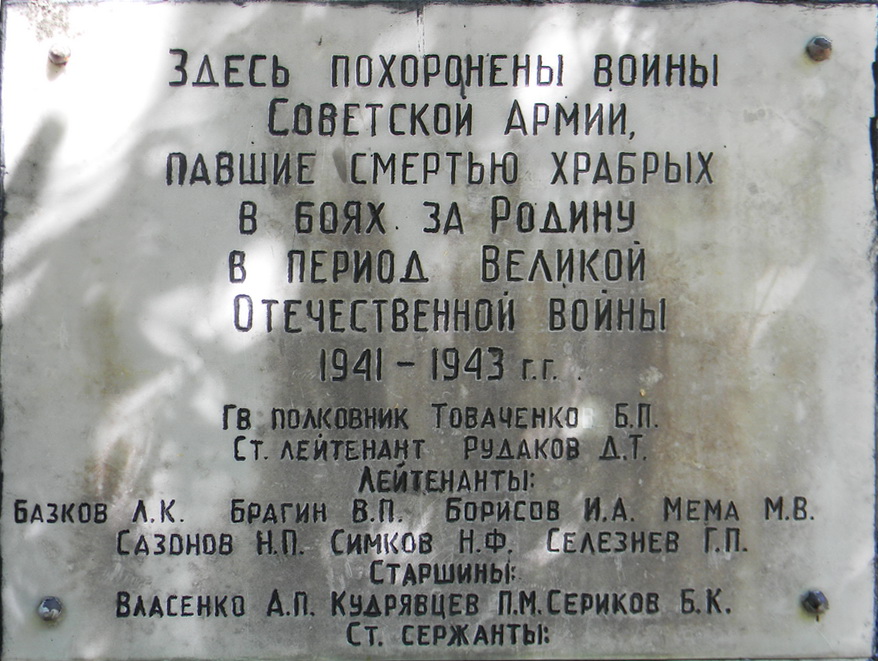 Здесь похоронены воины
Советской Армии,
павшие смертью храбрых
в боях за Родину
в период Великой
Отечественной войны
1941 – 1943 г.г.
Гв полковник Товаченко Б.П.
Ст. лейтенант Рудаков Д.Т.
Лейтенанты:
Базков Л.К. Брагин В.П. Борисов И.А. Мема М.В.
Сазонов Н.П. Симков Н.Ф. Селезнев Г.П.
Старшины:
Власенко А.П. Кудрявцев П.М. Сериков Б.К.
Ст. сержанты: